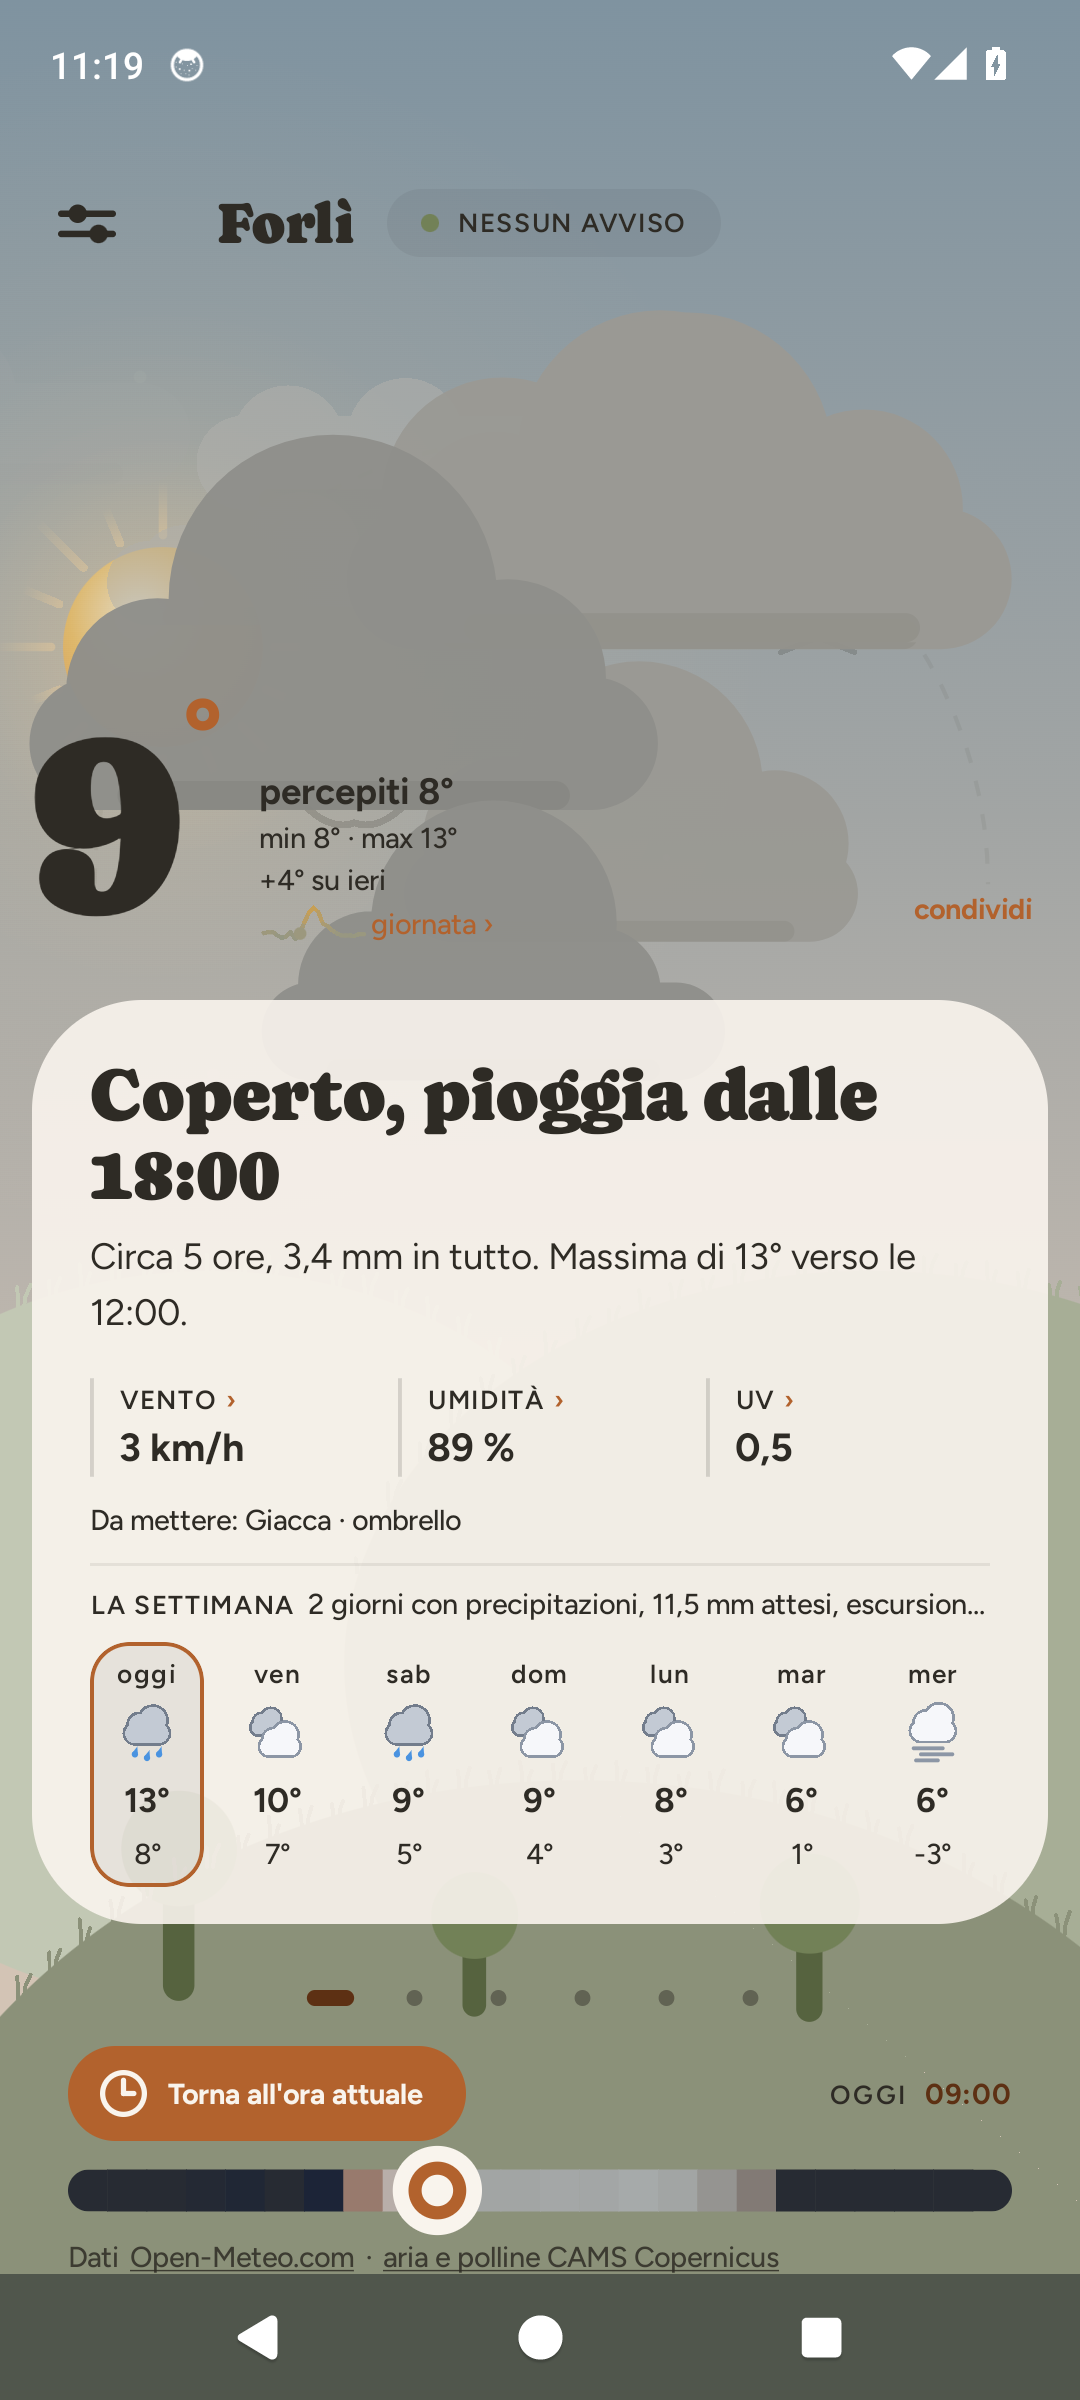 11:19
Forlì NESSUN AVVISO
9°
percepiti 8°
min 8° · max 13°
+4° su ieri
giornata ›
condividi
Coperto, pioggia dalle
18:00
Circa 5 ore, 3,4 mm in tutto. Massima di 13° verso le
12:00.
VENTO › UMIDITÀ › UV ›
3 km/h 89 % 0,5
Da mettere: Giacca · ombrello
LA SETTIMANA 2 giorni con precipitazioni, 11,5 mm attesi, escursion...
oggi ven sab dom lun mar mer
13° 10° 9° 9° 8° 6° 6°
8° 7° 5° 4° 3° 1° -3°
Torna all'ora attuale OGGI 09:00
Dati Open-Meteo.com · aria e polline CAMS Copernicus